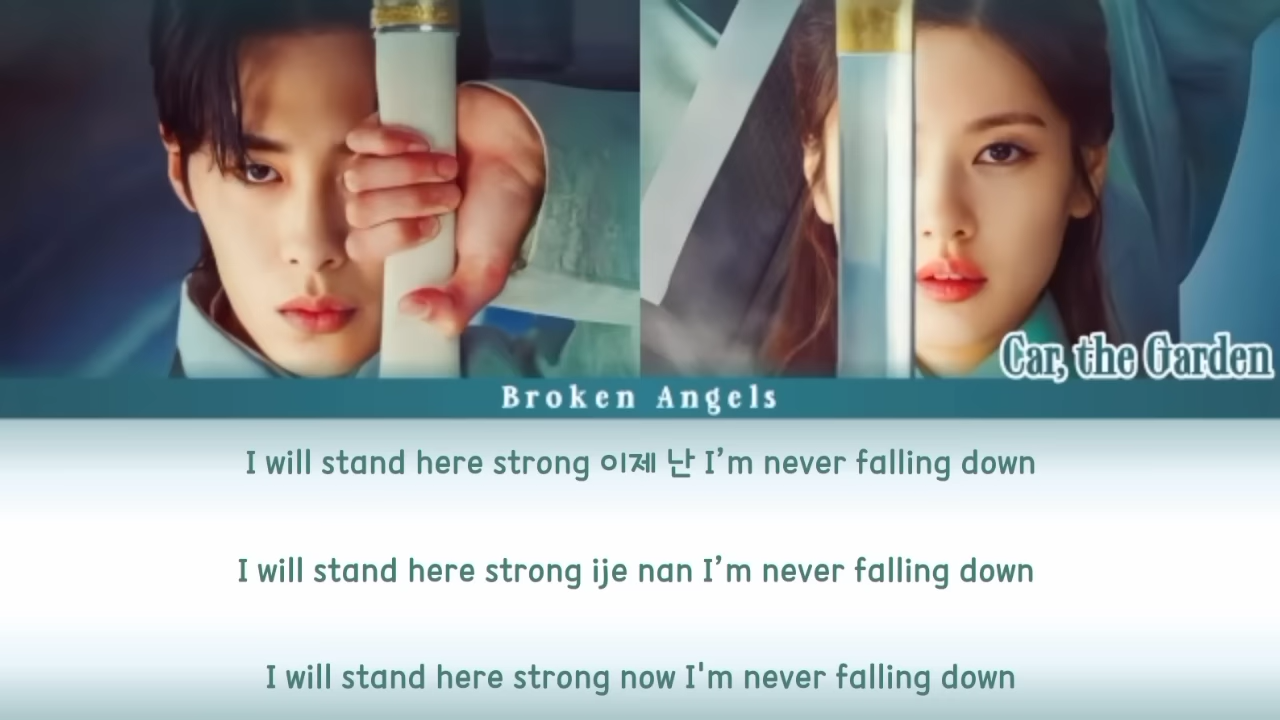 Car, the Garden
Broken Angels
I will stand here strong 이제 난 I’m never falling down
I will stand here strong ije nan I’m never falling down
I will stand here strong now I'm never falling down